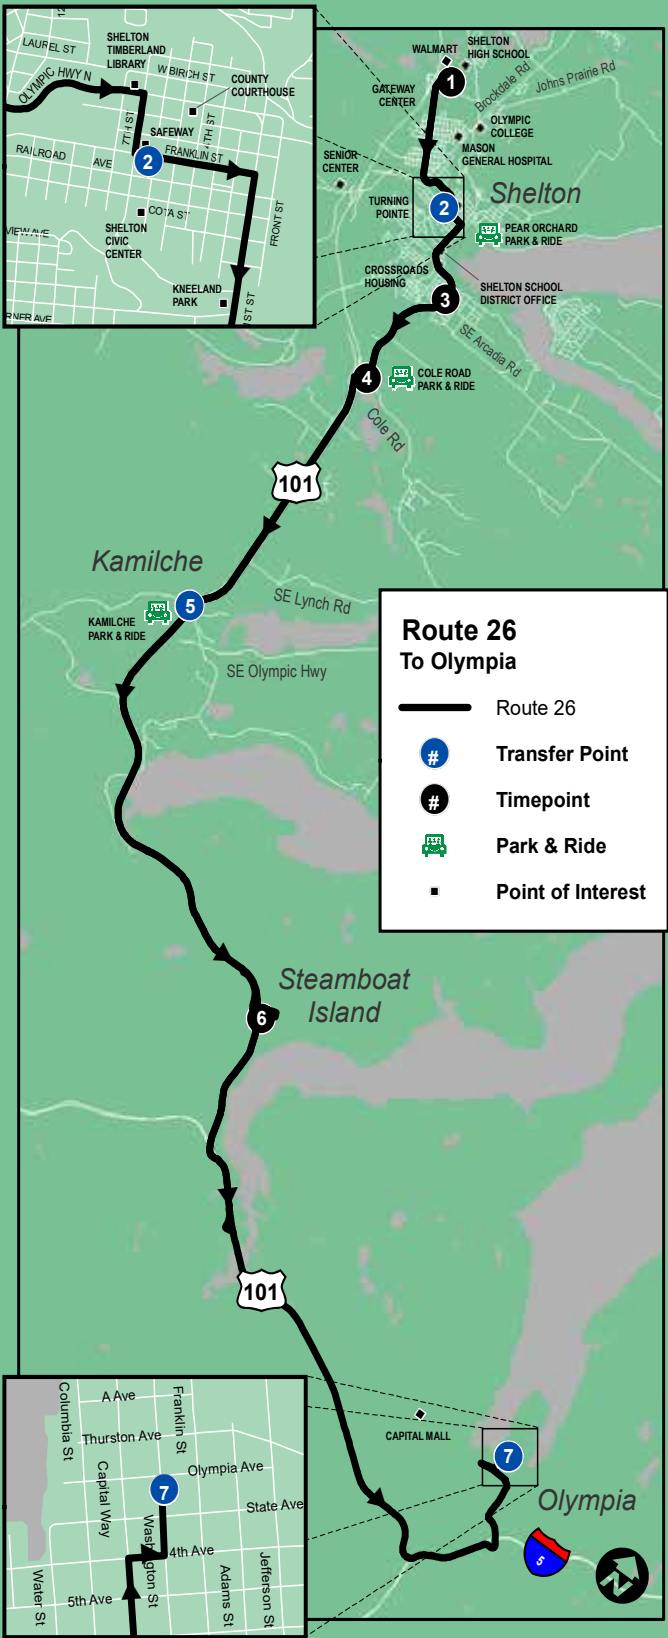 LAUREL ST
OLYMPIC HWY N
SHELTON
TIMBERLAND
LIBRARY
W BIRCH ST
COUNTY
COURTHOUSE
7TH ST
4TH ST
SAFEWAY
2
FRANKLIN ST
RAILROAD AVE
COTA ST
SHELTON
CIVIC
CENTER
FRONT ST
KNEELAND
PARK
1ST ST
WALMART
SHELTON
HIGH SCHOOL
1
GATEWAY
CENTER
Brockdale Rd
Johns Prairie Rd
OLYMPIC
COLLEGE
MASON
GENERAL HOSPITAL
SENIOR
CENTER
Shelton
TURNING
POINTE
2
PEAR ORCHARD
PARK & RIDE
CROSSROADS
HOUSING
SHELTON SCHOOL
DISTRICT OFFICE
3
SE Arcadia Rd
4
COLE ROAD
PARK & RIDE
Cole Rd
101
Kamilche
5
KAMILCHE
PARK & RIDE
SE Lynch Rd
SE Olympic Hwy
Route 26
To Olympia
Route 26
# Transfer Point
# Timepoint
Park & Ride
Point of Interest
Steamboat
Island
6
101
CAPITAL MALL
7
Olympia
5
N
Columbia St
A Ave
Franklin St
Thurston Ave
Capital Way
Olympia Ave
7
State Ave
Washington St
4th Ave
Water St
5th Ave
Adams St
Jefferson St